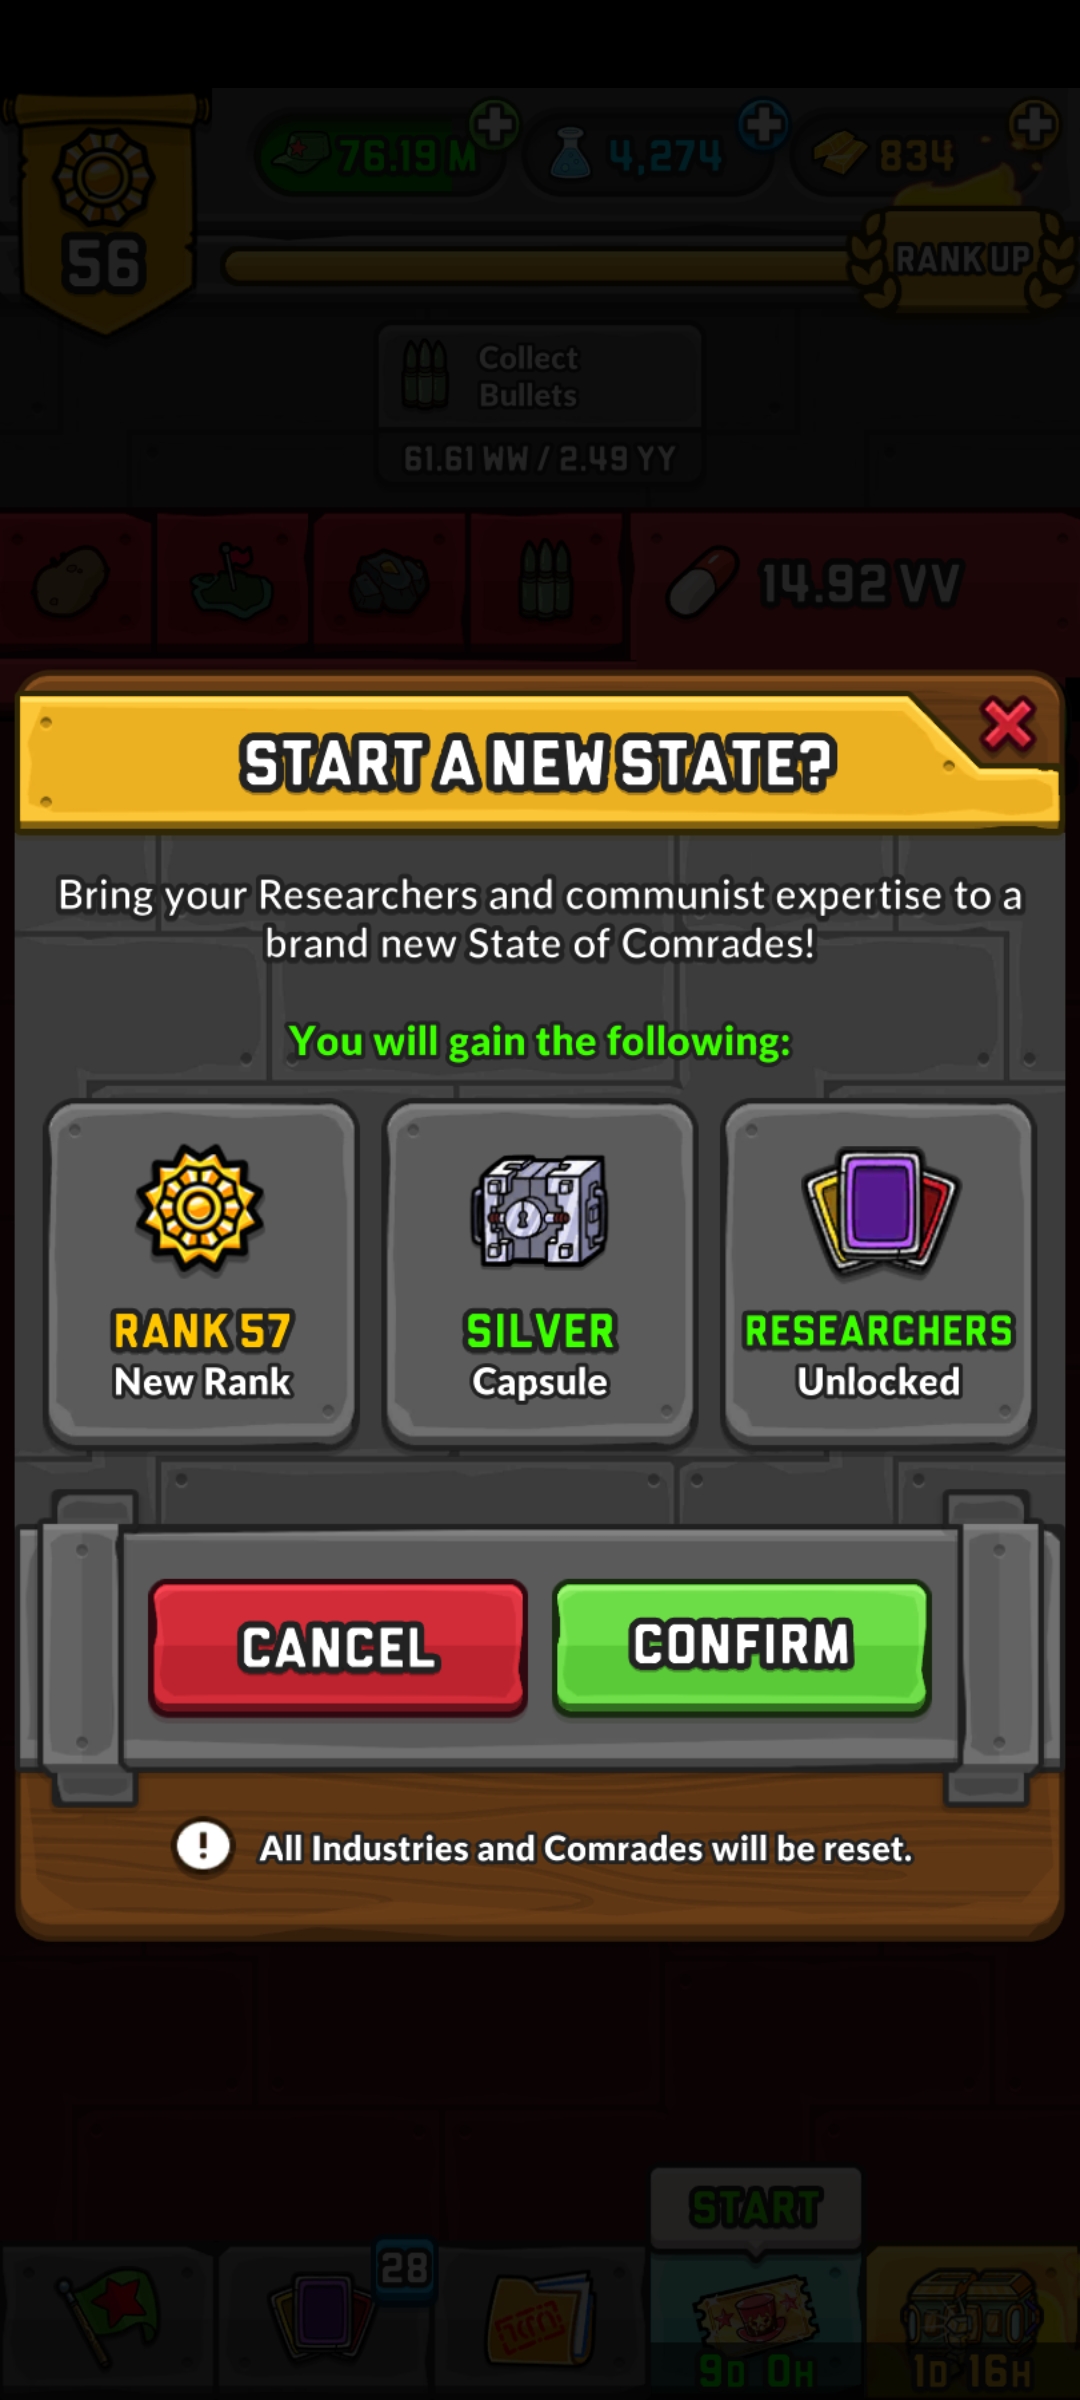 76.19 M
4,274
834
56
RANK UP
Collect
Bullets
61.61 WW / 2.49 YY
14.92 VV
START A NEW STATE?
Bring your Researchers and communist expertise to a
brand new State of Comrades!
You will gain the following:
RANK 57
New Rank
SILVER
Capsule
RESEARCHERS
Unlocked
CANCEL
CONFIRM
! All Industries and Comrades will be reset.
START
28
9D 0H
1D 16H